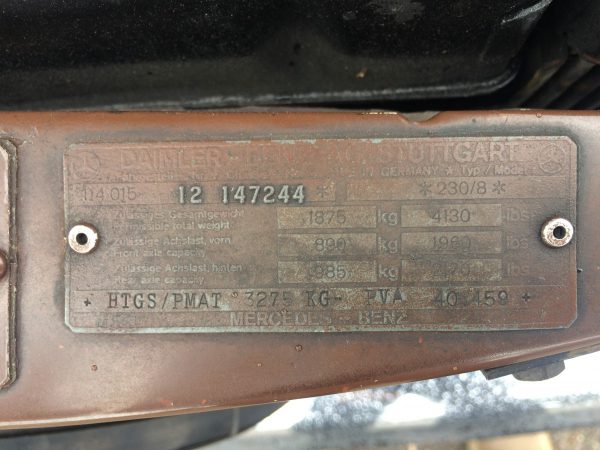 DAIMLER-BENZ AG STUTTGART
GERMANY * Typ/Model
114 015 12 147244 * *230/8*
Zulässiges Gesamtgewicht 1875 kg 4130 lbs
Permissible total weight
Zulässige Achslast, vorn 890 kg lbs
Front axle capacity
Zulässige Achslast, hinten 985 kg lbs
Rear axle capacity
+ HTGS/PMAT *3275 KG- PVA 40.459 +
MERCEDES-BENZ